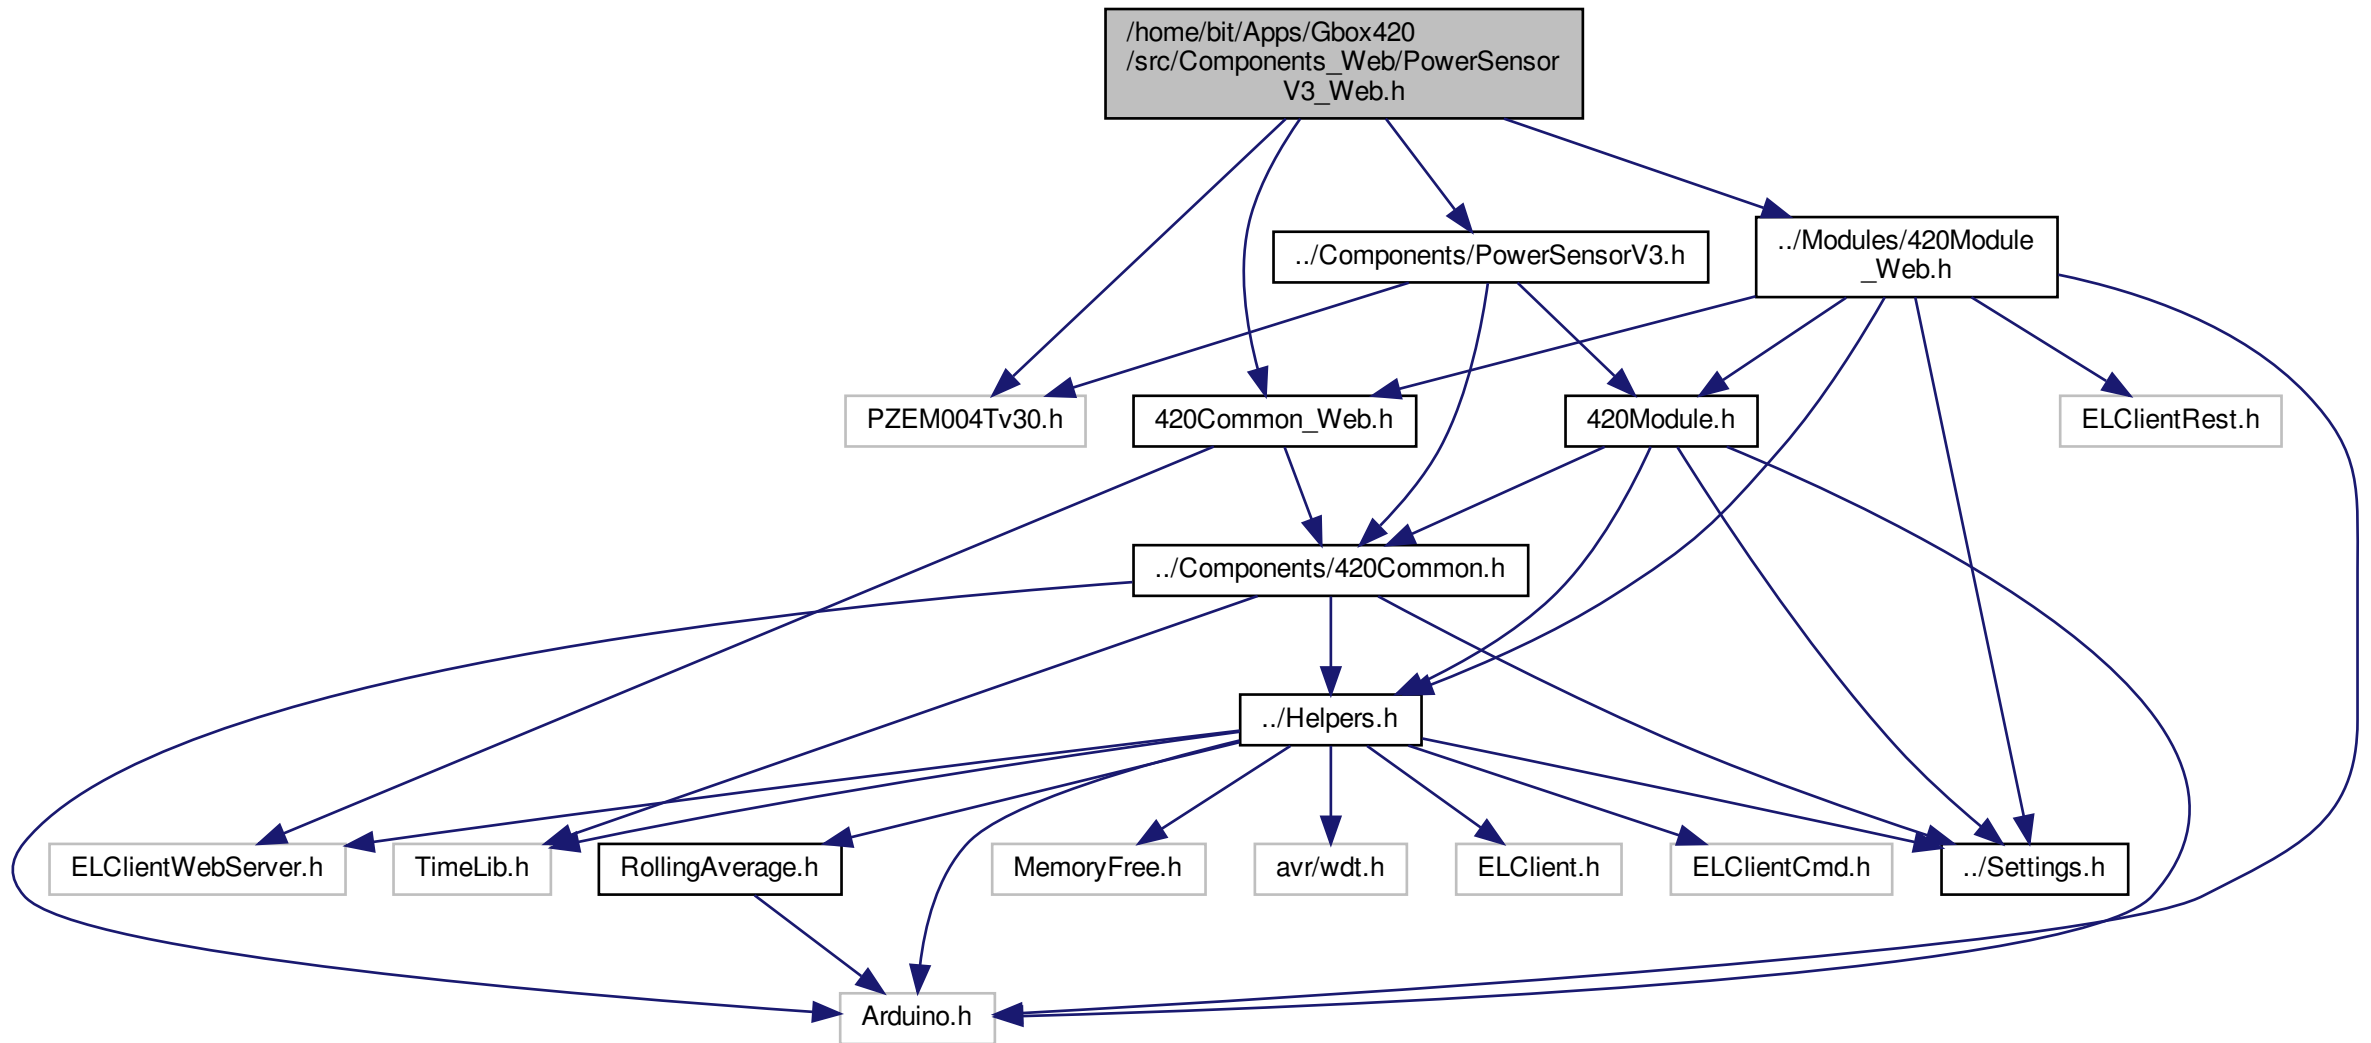 /home/bit/Apps/Gbox420
/src/Components_Web/PowerSensor
V3_Web.h
../Components/PowerSensorV3.h
../Modules/420Module
_Web.h
PZEM004Tv30.h
420Common_Web.h
420Module.h
ELClientRest.h
../Components/420Common.h
../Helpers.h
ELClientWebServer.h
TimeLib.h
RollingAverage.h
MemoryFree.h
avr/wdt.h
ELClient.h
ELClientCmd.h
../Settings.h
Arduino.h